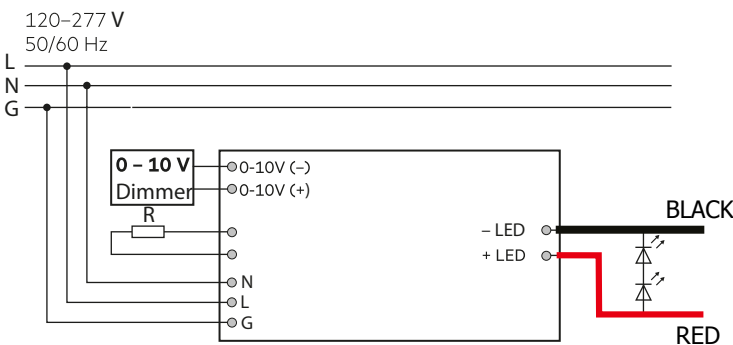 120–277 V
50/60 Hz
L
N
G
0 – 10 V
Dimmer
0-10V (–)
0-10V (+)
R
N
L
G
– LED
+ LED
BLACK
RED